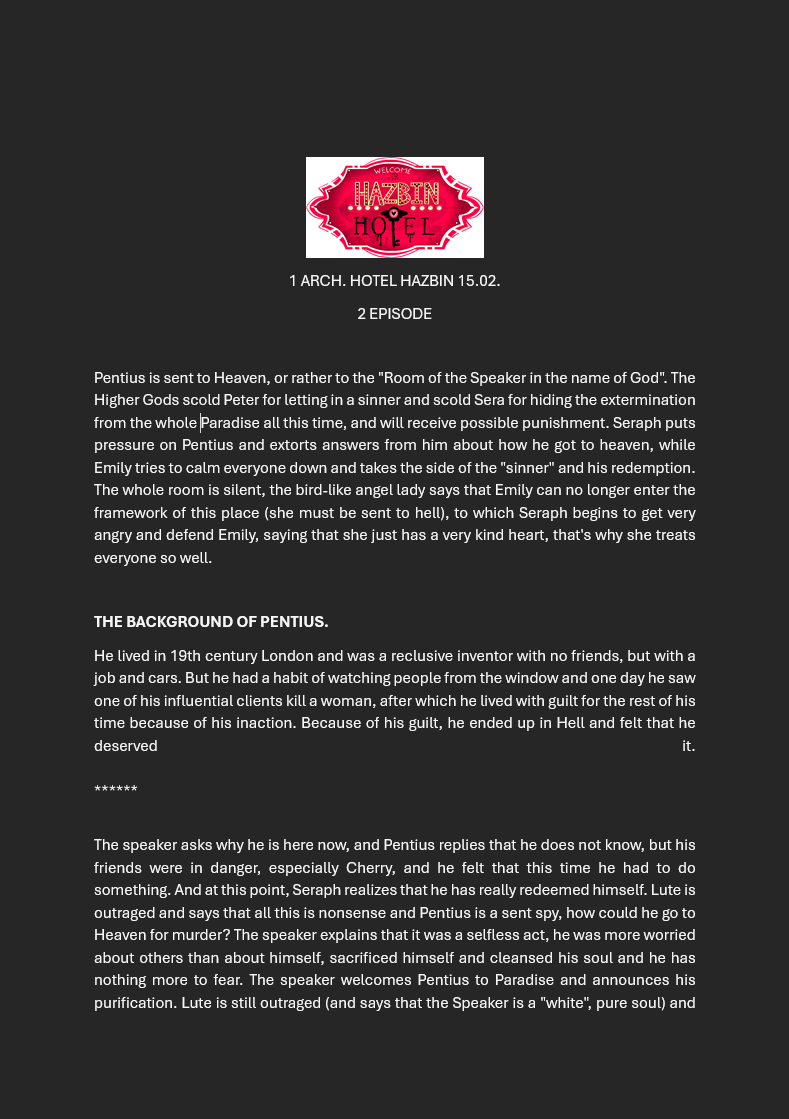 WELCOME
HAZBIN
HOTEL
1 ARCH. HOTEL HAZBIN 15.02.
2 EPISODE
Pentius is sent to Heaven, or rather to the "Room of the Speaker in the name of God". The
Higher Gods scold Peter for letting in a sinner and scold Sera for hiding the extermination
from the whole Paradise all this time, and will receive possible punishment. Seraph puts
pressure on Pentius and extorts answers from him about how he got to heaven, while
Emily tries to calm everyone down and takes the side of the "sinner" and his redemption.
The whole room is silent, the bird-like angel lady says that Emily can no longer enter the
framework of this place (she must be sent to hell), to which Seraph begins to get very
angry and defend Emily, saying that she just has a very kind heart, that's why she treats
everyone so well.
THE BACKGROUND OF PENTIUS.
He lived in 19th century London and was a reclusive inventor with no friends, but with a
job and cars. But he had a habit of watching people from the window and one day he saw
one of his influential clients kill a woman, after which he lived with guilt for the rest of his
time because of his inaction. Because of his guilt, he ended up in Hell and felt that he
deserved it.
******
The speaker asks why he is here now, and Pentius replies that he does not know, but his
friends were in danger, especially Cherry, and he felt that this time he had to do
something. And at this point, Seraph realizes that he has really redeemed himself. Lute is
outraged and says that all this is nonsense and Pentius is a sent spy, how could he go to
Heaven for murder? The speaker explains that it was a selfless act, he was more worried
about others than about himself, sacrificed himself and cleansed his soul and he has
nothing more to fear. The speaker welcomes Pentius to Paradise and announces his
purification. Lute is still outraged (and says that the Speaker is a "white", pure soul) and